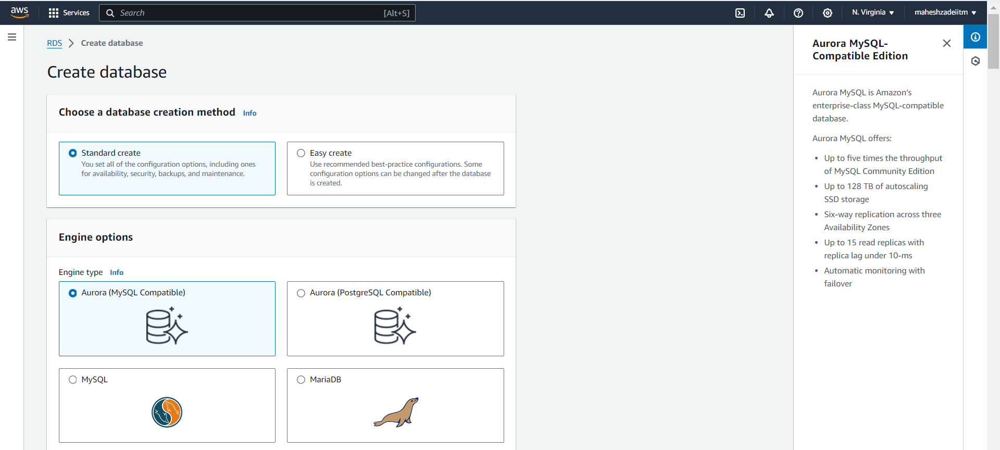 aws
Services
Search
[Alt+S]
N. Virginia
maheshzadeiitm
RDS
Create database
Create database
Choose a database creation method Info
Standard create
You set all of the configuration options, including ones
for availability, security, backups, and maintenance.
Easy create
Use recommended best-practice configurations. Some
configuration options can be changed after the database
is created.
Engine options
Engine type Info
Aurora (MySQL Compatible)
Aurora (PostgreSQL Compatible)
MySQL
MariaDB
Aurora MySQL-
Compatible Edition
Aurora MySQL is Amazon’s
enterprise-class MySQL-compatible
database.
Aurora MySQL offers:
• Up to five times the throughput
of MySQL Community Edition
• Up to 128 TB of autoscaling
SSD storage
• Six-way replication across three
Availability Zones
• Up to 15 read replicas with
replica lag under 10-ms
• Automatic monitoring with
failover